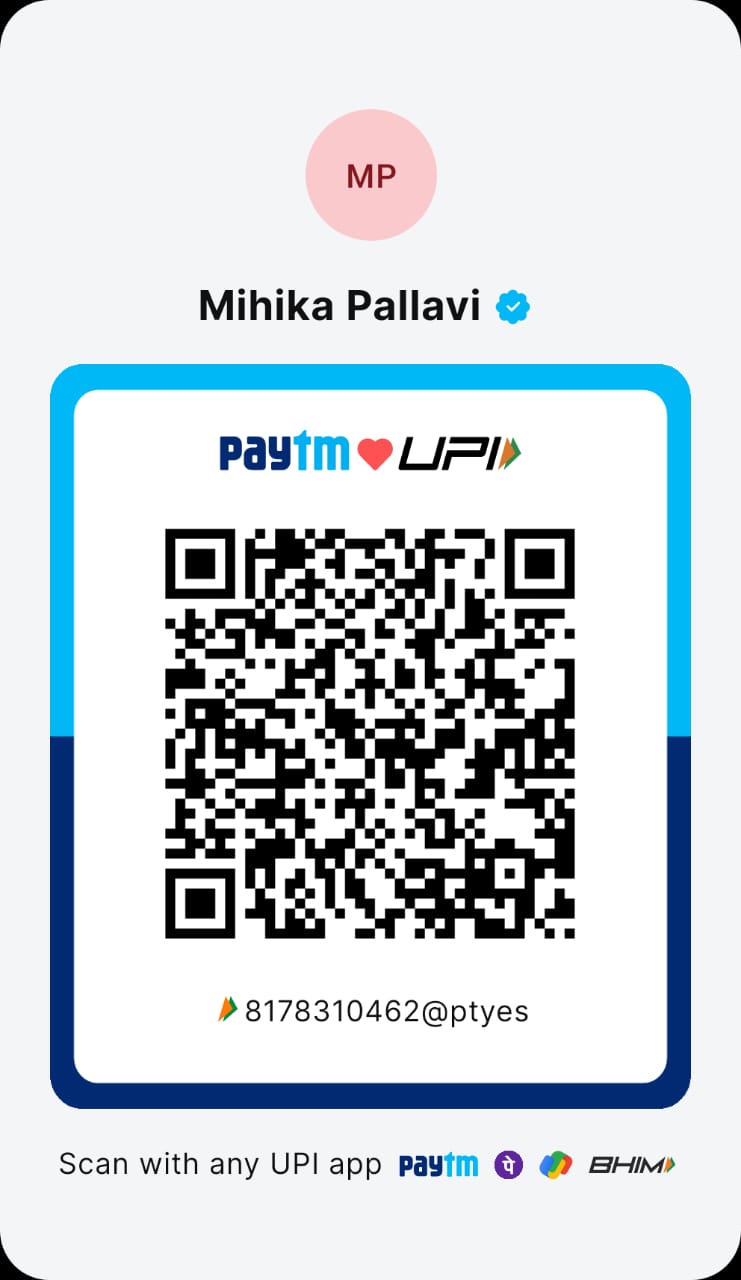 MP
Mihika Pallavi
paytm UPI
8178310462@ptyes
Scan with any UPI app paytm पे BHIM